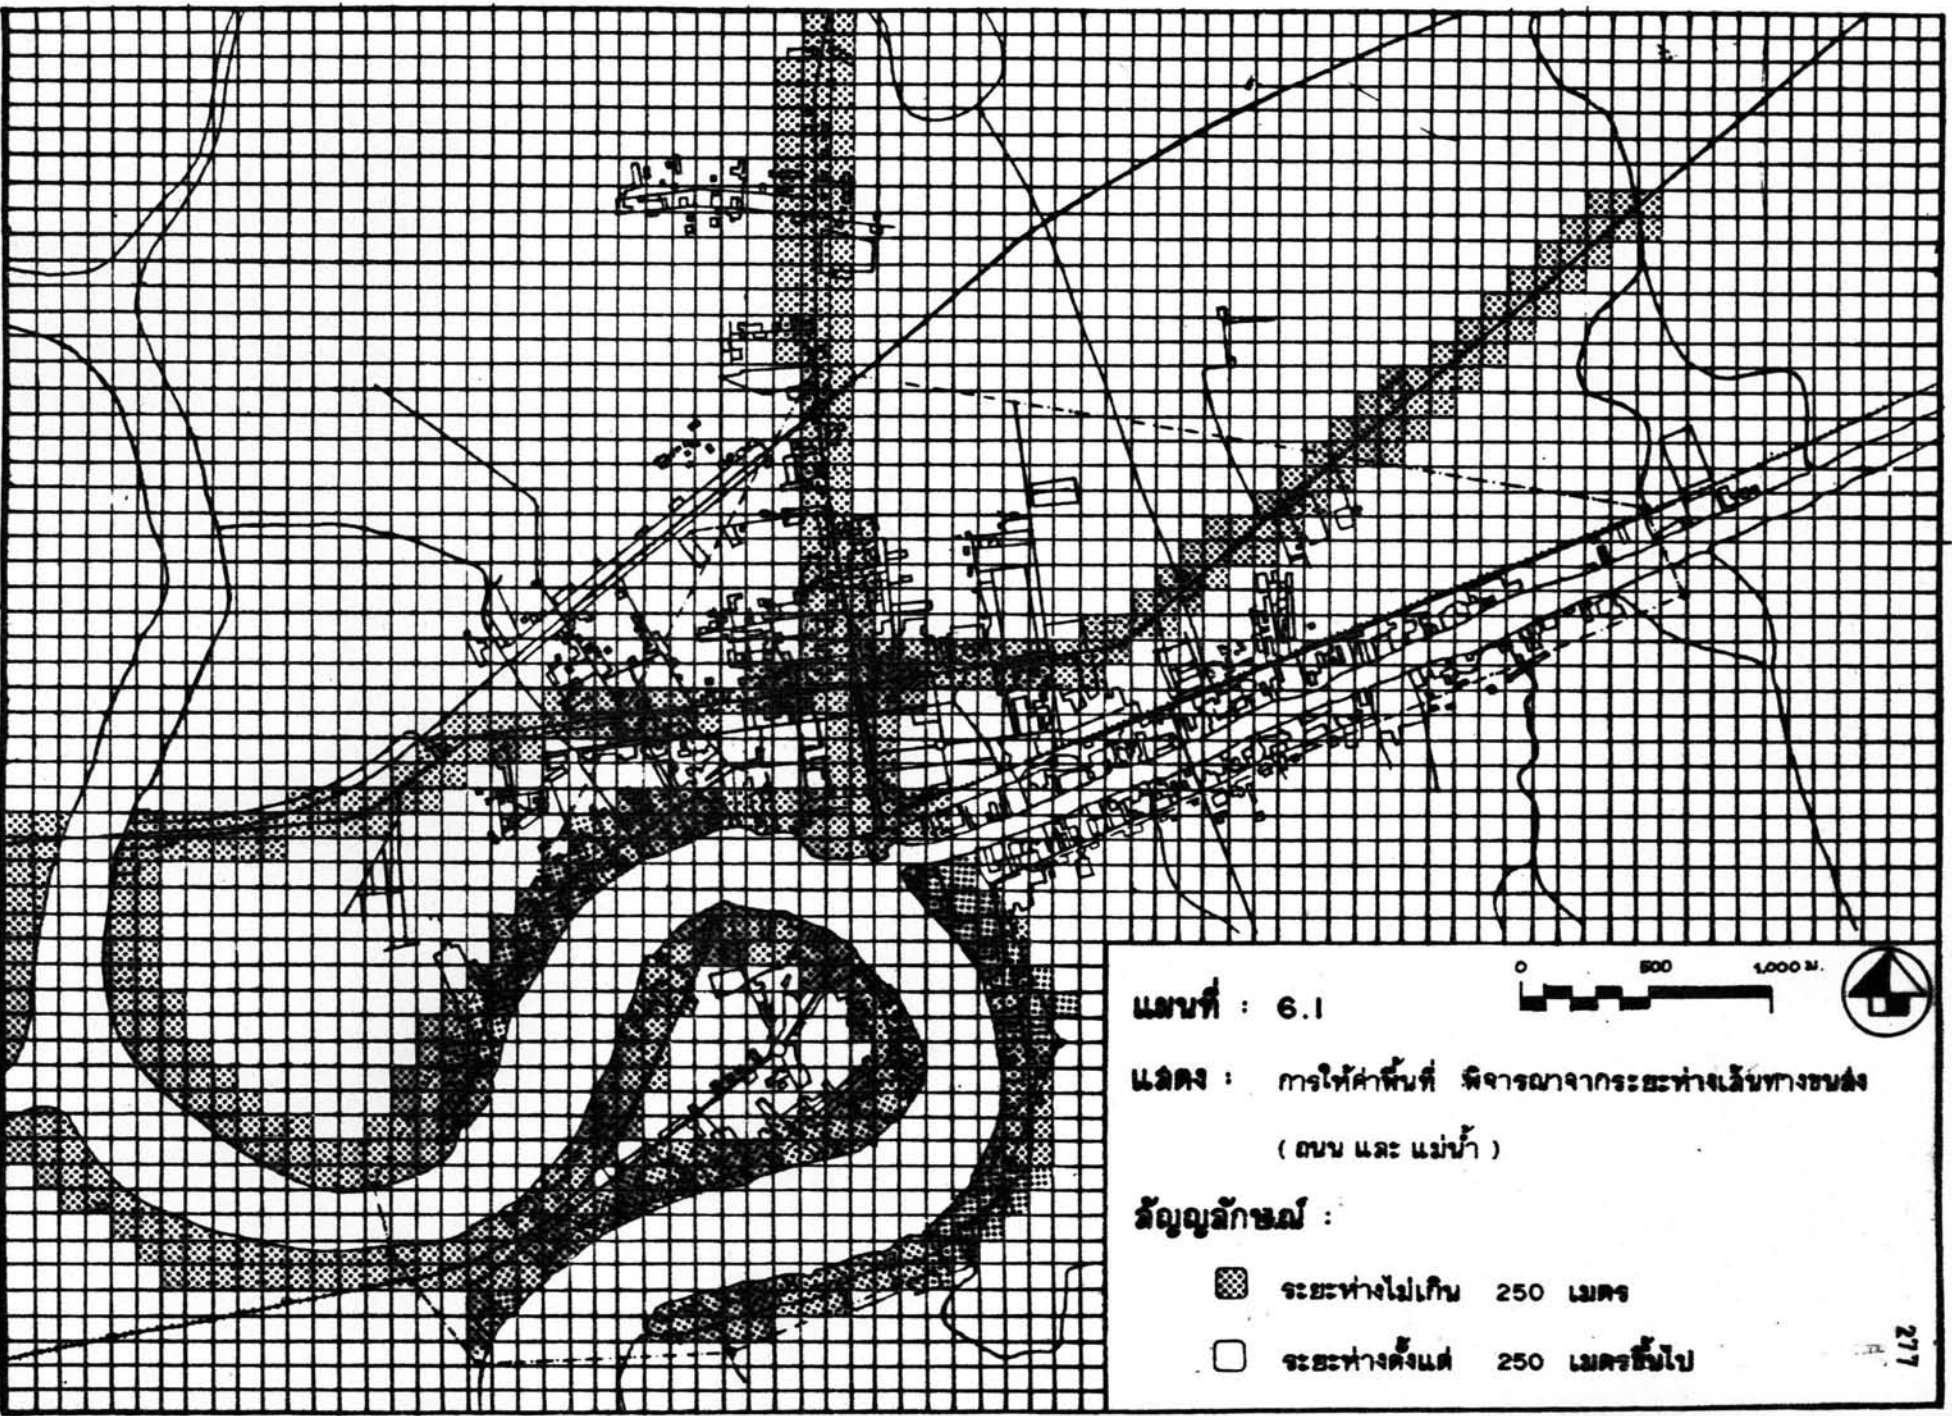 แผนที่ : 6.1
0 500 1,000 ม.
แสดง : การให้ค่าพื้นที่ พิจารณาจากระยะห่างเส้นทางขนส่ง
( ถนน และ แม่น้ำ )
สัญญลักษณ์ :
ระยะห่างไม่เกิน 250 เมตร
ระยะห่างตั้งแต่ 250 เมตรขึ้นไป
277